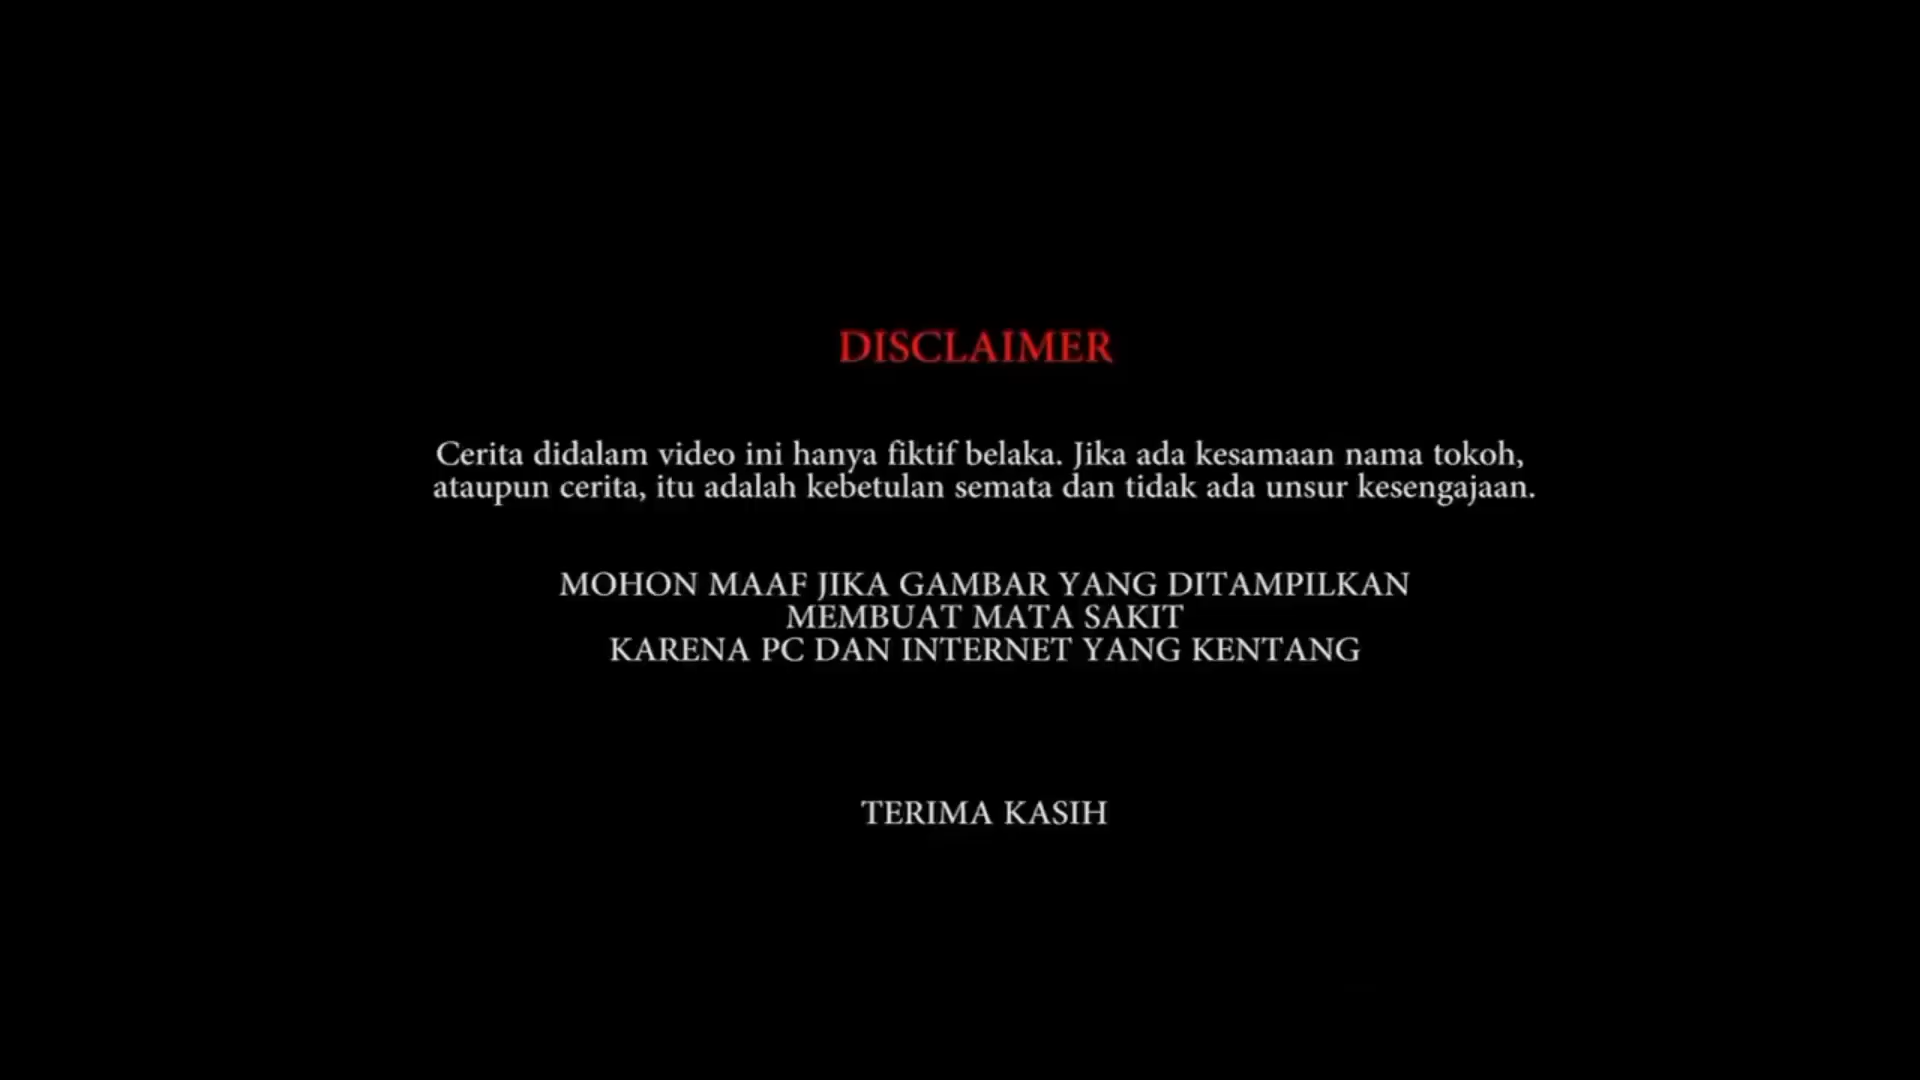 DISCLAIMER
Cerita didalam video ini hanya fiktif belaka. Jika ada kesamaan nama tokoh,
ataupun cerita, itu adalah kebetulan semata dan tidak ada unsur kesengajaan.
MOHON MAAF JIKA GAMBAR YANG DITAMPILKAN
MEMBUAT MATA SAKIT
KARENA PC DAN INTERNET YANG KENTANG
TERIMA KASIH